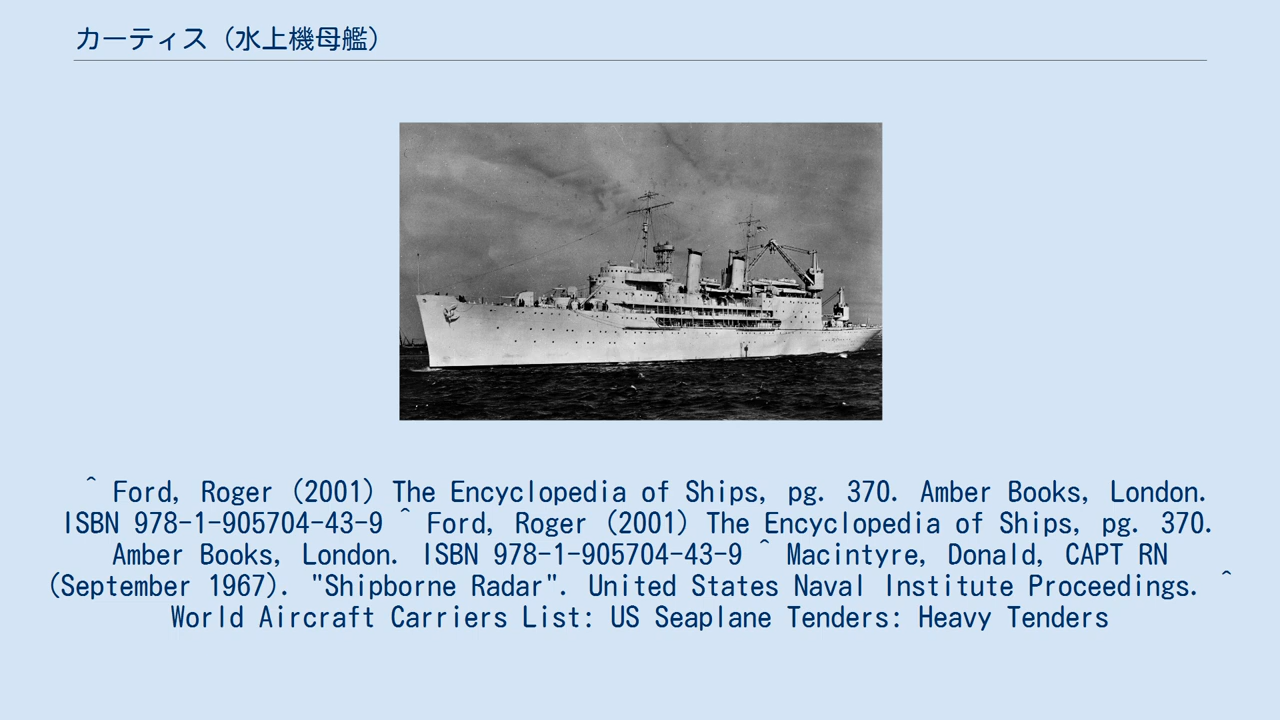 カーティス（水上機母艦）
^ Ford, Roger (2001) The Encyclopedia of Ships, pg. 370. Amber Books, London.
ISBN 978-1-905704-43-9 ^ Ford, Roger (2001) The Encyclopedia of Ships, pg. 370.
Amber Books, London. ISBN 978-1-905704-43-9 ^ Macintyre, Donald, CAPT RN
(September 1967). "Shipborne Radar". United States Naval Institute Proceedings. ^
World Aircraft Carriers List: US Seaplane Tenders: Heavy Tenders